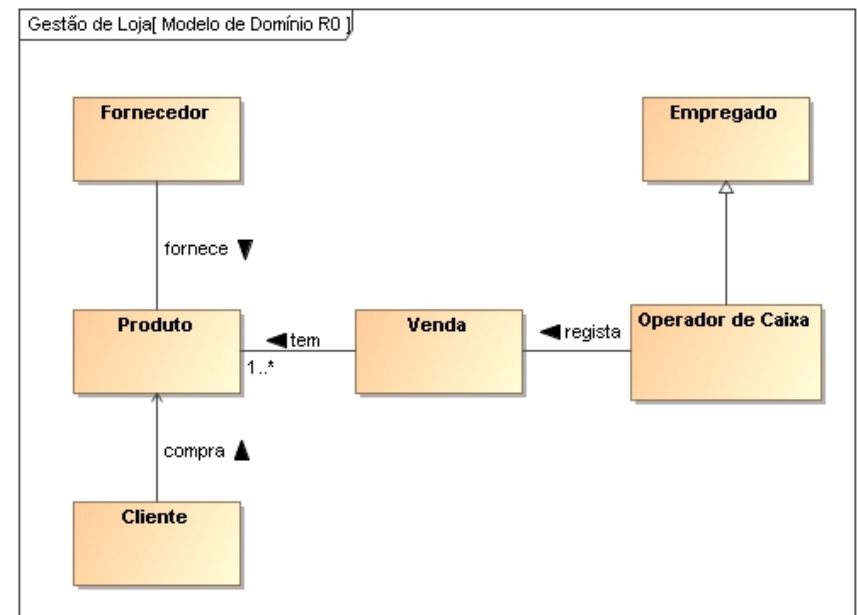 Gestão de Loja[ Modelo de Domínio R0 ]
Fornecedor
Empregado
fornece
Produto
tem
1..*
Venda
regista
Operador de Caixa
compra
Cliente